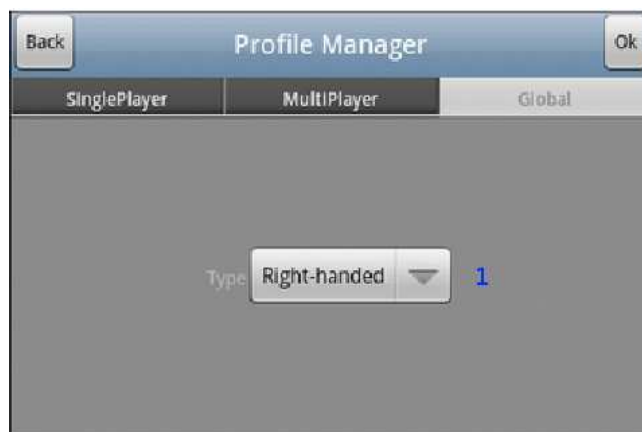 Back Profile Manager Ok
SinglePlayer MultiPlayer Global
Type Right-handed 1